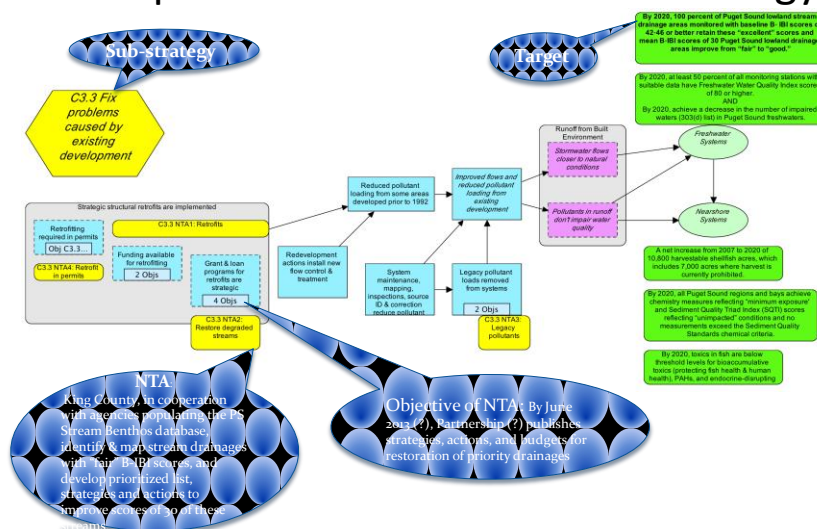 Sub-strategy
Target
C3.3 Fix
problems
caused by
existing
development
By 2020, 100 percent of Puget Sound lowland stream
drainage areas monitored with baseline B- IBI scores
42-46 or better retain these “excellent” scores and
mean B-IBI scores of 30 Puget Sound lowland drainage
areas improve from “fair” to “good.”
By 2020, at least 50 percent of all monitoring stations with
suitable data have Freshwater Water Quality Index scores
of 80 or higher.
AND
By 2020, achieve a decrease in the number of impaired
waters (303(d) list) in Puget Sound freshwaters.
Runoff from Built
Environment
Stormwater flows
closer to natural
conditions
Pollutants in runoff
don't impair water
quality
Freshwater
Systems
Nearshore
Systems
Reduced pollutant
loading from some areas
developed prior to 1992
Improved flows and
reduced pollutant
loading from
existing
development
Strategic structural retrofits are implemented
Retrofitting
required in permits
Obj C3.3...
C3.3 NTA1: Retrofits
C3.3 NTA4: Retrofit
in permits
Funding available
for retrofitting
2 Objs
Grant & loan
programs for
retrofits are
strategic
4 Objs
C3.3 NTA2:
Restore degraded
streams
Redevelopment
actions install new
flow control &
treatment
System
maintenance,
mapping,
inspections, source
ID & correction
reduce pollutant
Legacy pollutant
loads removed
from systems
2 Objs
C3.3 NTA3:
Legacy
pollutants
A net increase from 2007 to 2020 of
10,800 harvestable shellfish acres, which
includes 7,000 acres where harvest is
currently prohibited.
By 2020, all Puget Sound regions and bays achieve
chemistry measures reflecting 'minimum exposure'
and Sediment Quality Triad Index (SQTI) scores
reflecting “unimpacted” conditions and no
measurements exceed the Sediment Quality
Standards chemical criteria.
By 2020, toxics in fish are below
threshold levels for bioaccumulative
toxics (protecting fish health & human
health), PAHs, and endocrine-disrupting
NTA:
King County, in cooperation
with agencies populating the PS
Stream Benthos database,
identify & map stream drainages
with “fair” B-IBI scores, and
develop prioritized list,
strategies and actions to
improve scores of 30 of these
streams
Objective of NTA: By June
2013 (?), Partnership (?) publishes
strategies, actions, and budgets for
restoration of priority drainages